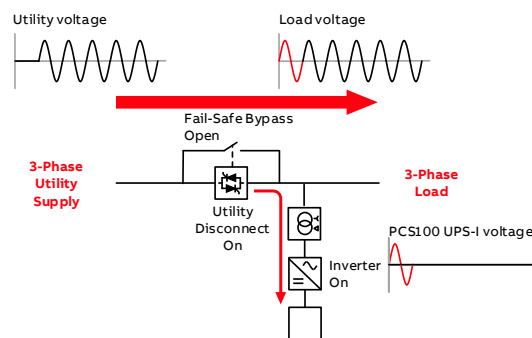 Utility voltage
Load voltage
Fail-Safe Bypass
Open
3-Phase
Utility
Supply
3-Phase
Load
Utility
Disconnect
On
PCS100 UPS-I voltage
Inverter
On